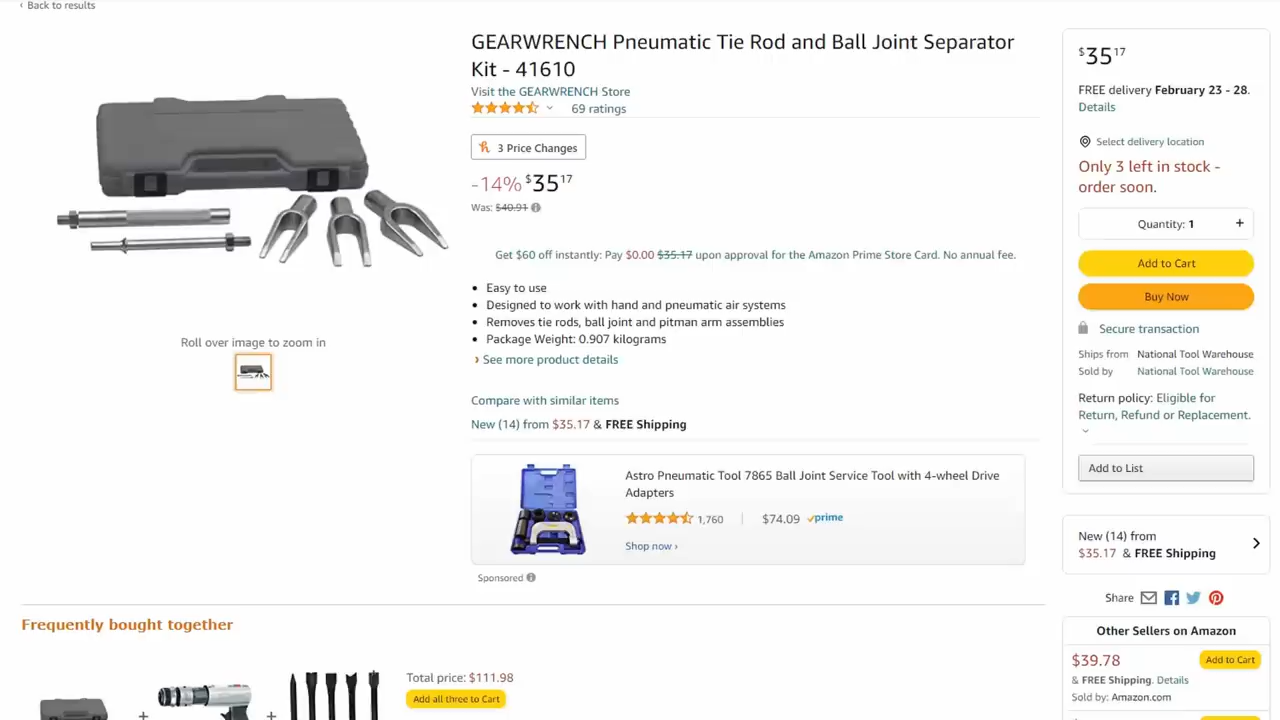 ‹ Back to results
GEARWRENCH Pneumatic Tie Rod and Ball Joint Separator
Kit - 41610
Visit the GEARWRENCH Store
69 ratings
3 Price Changes
-14% $35 17
Was: $40.91
Get $60 off instantly: Pay $0.00 $35.17 upon approval for the Amazon Prime Store Card. No annual fee.
• Easy to use
• Designed to work with hand and pneumatic air systems
• Removes tie rods, ball joint and pitman arm assemblies
• Package Weight: 0.907 kilograms
› See more product details
Compare with similar items
New (14) from $35.17 & FREE Shipping
Roll over image to zoom in
Astro Pneumatic Tool 7865 Ball Joint Service Tool with 4-wheel Drive
Adapters
1,760 | $74.09 prime
Shop now ›
Sponsored
$35 17
FREE delivery February 23 - 28.
Details
Select delivery location
Only 3 left in stock -
order soon.
Quantity: 1 +
Add to Cart
Buy Now
Secure transaction
Ships from National Tool Warehouse
Sold by National Tool Warehouse
Return policy: Eligible for
Return, Refund or Replacement.
Add to List
New (14) from
$35.17 & FREE Shipping
Share
Other Sellers on Amazon
$39.78 Add to Cart
& FREE Shipping. Details
Sold by: Amazon.com
Frequently bought together
Total price: $111.98
Add all three to Cart
+ +